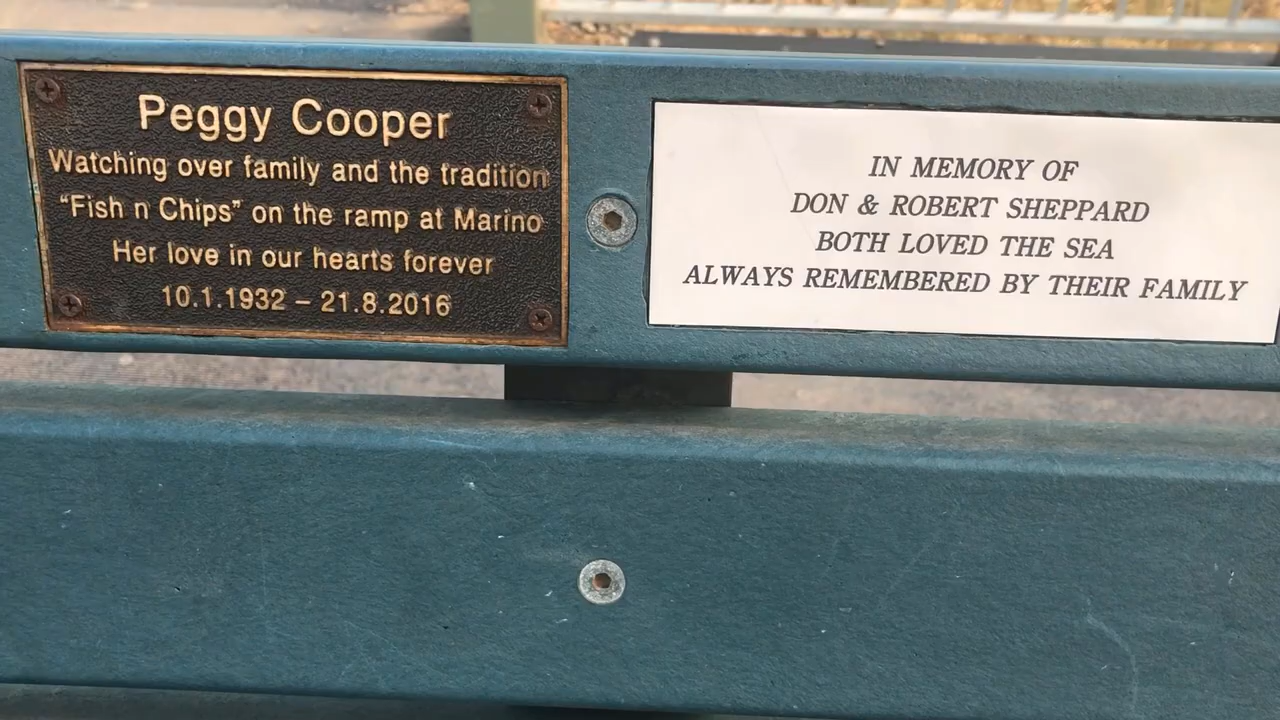 Peggy Cooper
Watching over family and the tradition
“Fish n Chips” on the ramp at Marino
Her love in our hearts forever
10.1.1932 – 21.8.2016
IN MEMORY OF
DON & ROBERT SHEPPARD
BOTH LOVED THE SEA
ALWAYS REMEMBERED BY THEIR FAMILY